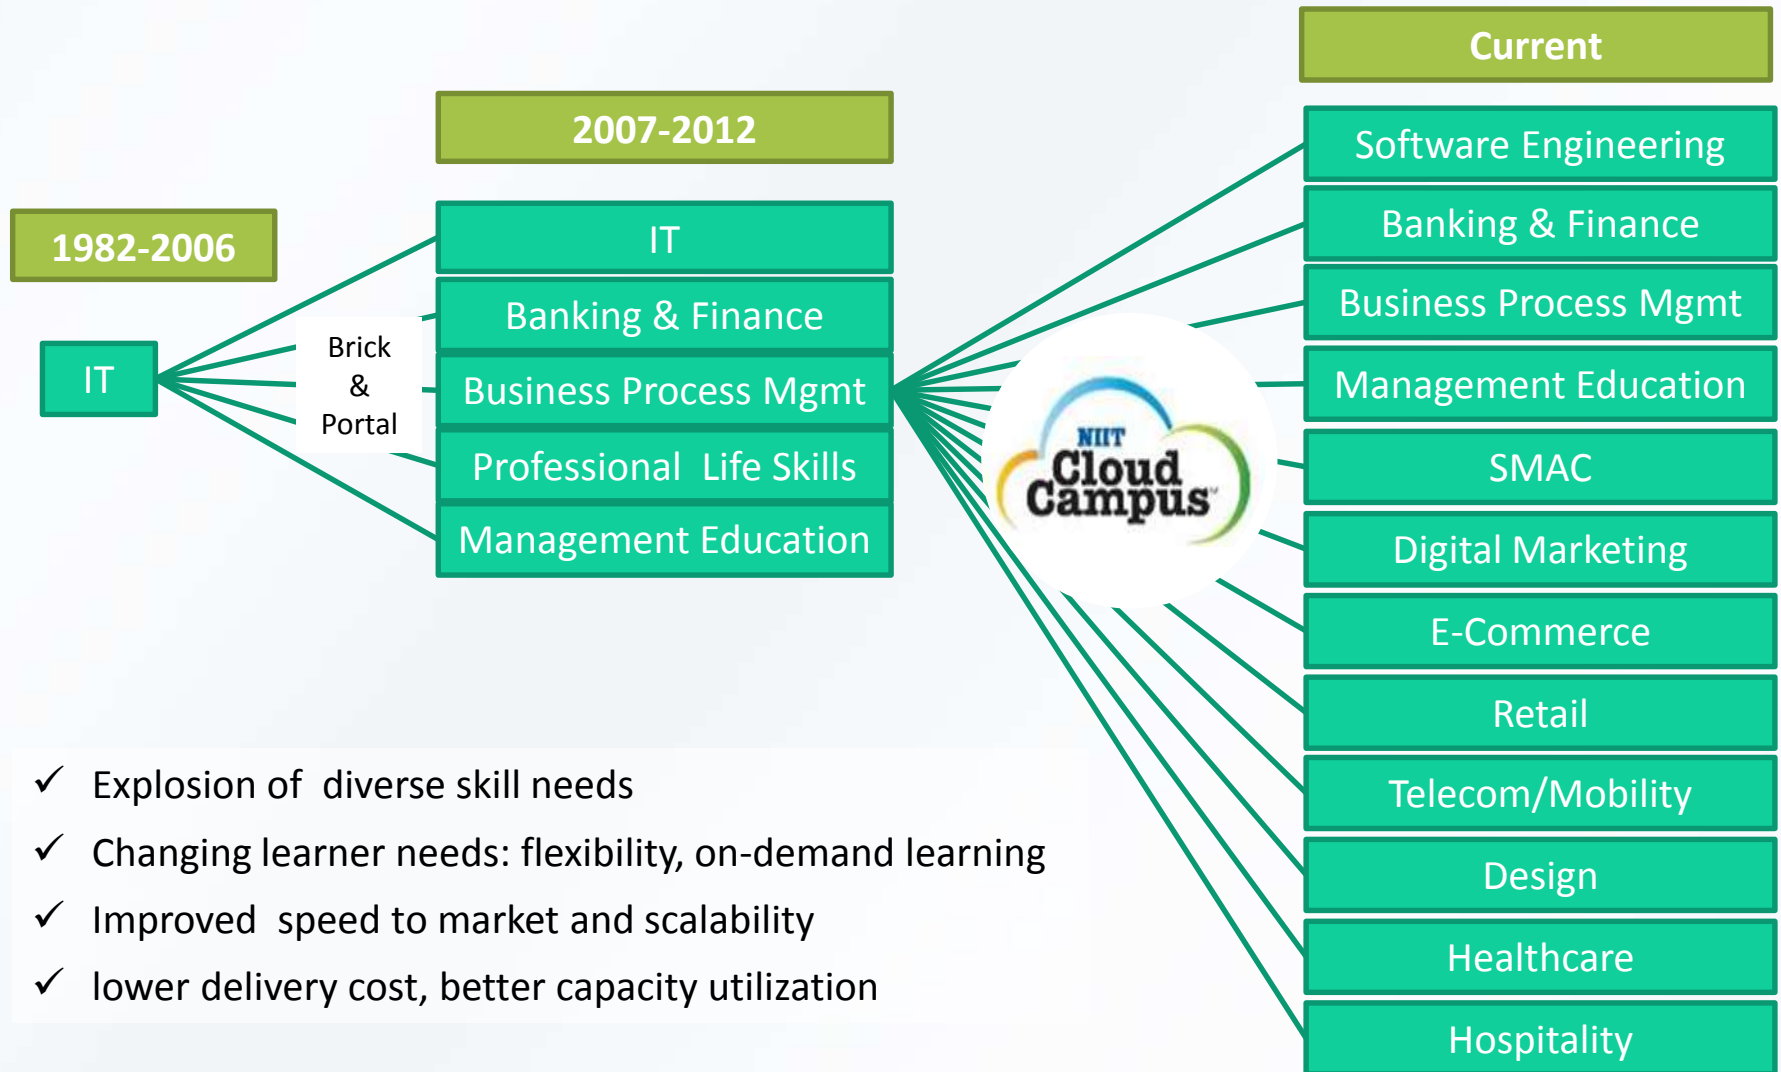 1982-2006
IT
Brick
&
Portal
2007-2012
IT
Banking & Finance
Business Process Mgmt
Professional Life Skills
Management Education
NIIT
Cloud
Campus
Current
Software Engineering
Banking & Finance
Business Process Mgmt
Management Education
SMAC
Digital Marketing
E-Commerce
Retail
Telecom/Mobility
Design
Healthcare
Hospitality
✓ Explosion of diverse skill needs
✓ Changing learner needs: flexibility, on-demand learning
✓ Improved speed to market and scalability
✓ lower delivery cost, better capacity utilization